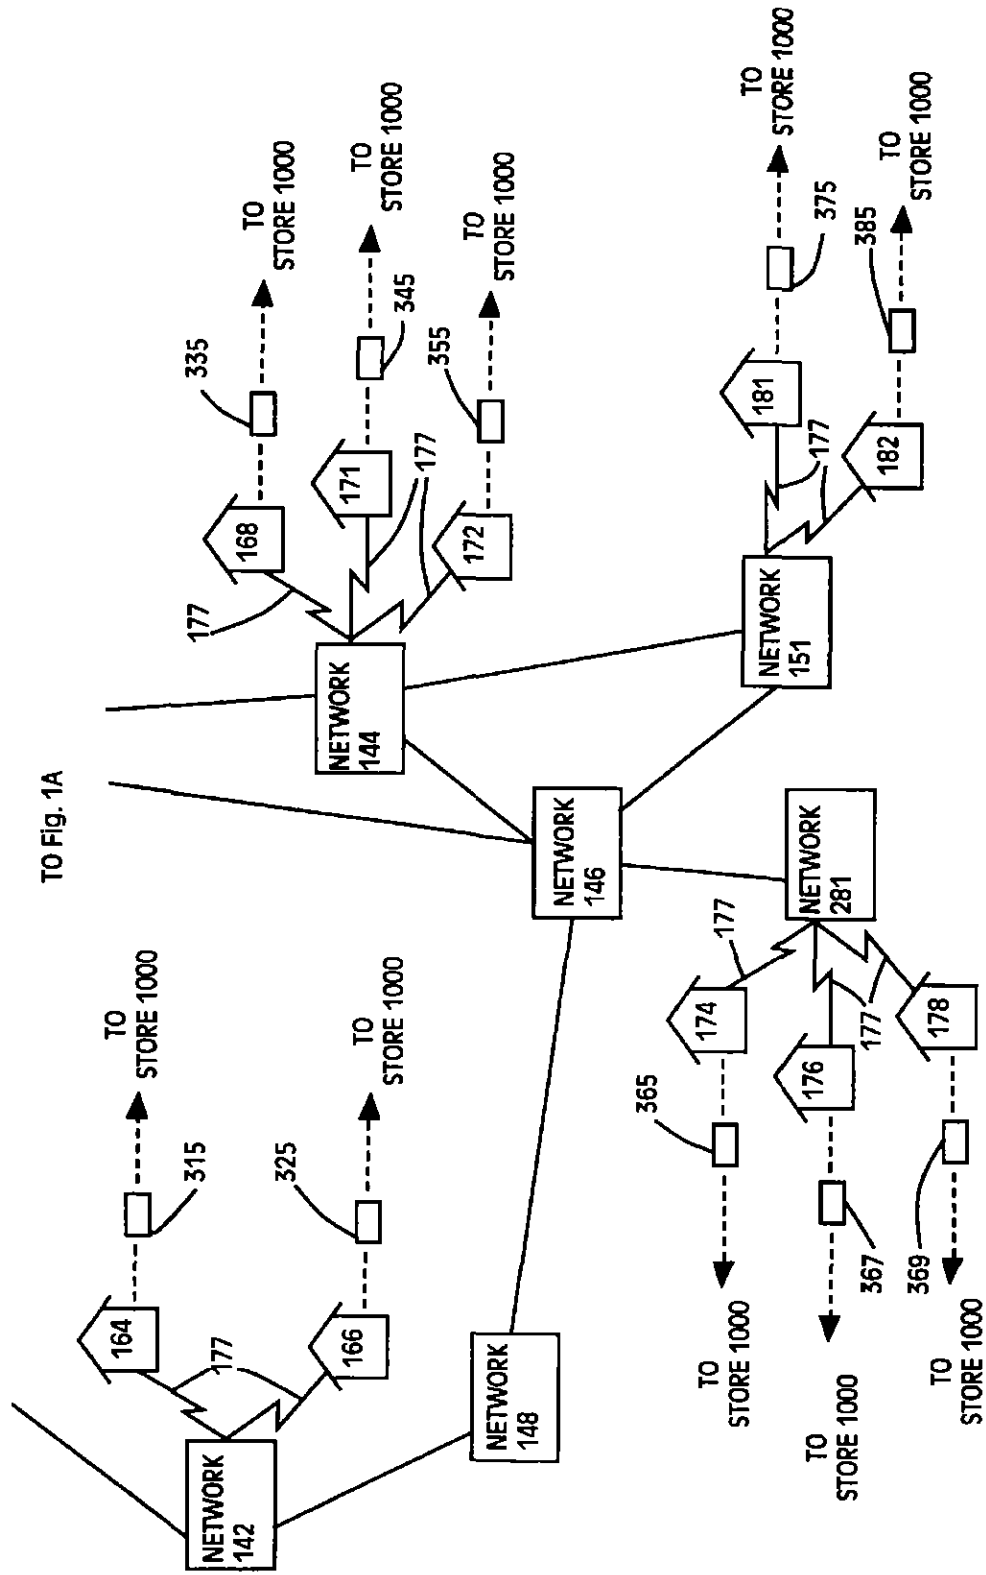 TO Fig. 1A
NETWORK
142
177
164
315
TO
STORE 1000
166
325
TO
STORE 1000
NETWORK
148
NETWORK
144
177
168
335
TO
STORE 1000
171
345
TO
STORE 1000
177
172
355
TO
STORE 1000
NETWORK
146
NETWORK
151
177
181
375
TO
STORE 1000
182
385
TO
STORE 1000
NETWORK
281
177
174
365
TO
STORE 1000
177
176
367
TO
STORE 1000
178
369
TO
STORE 1000